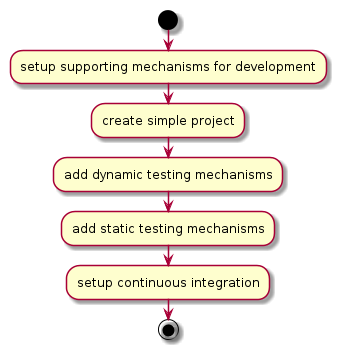 setup supporting mechanisms for development
create simple project
add dynamic testing mechanisms
add static testing mechanisms
setup continuous integration